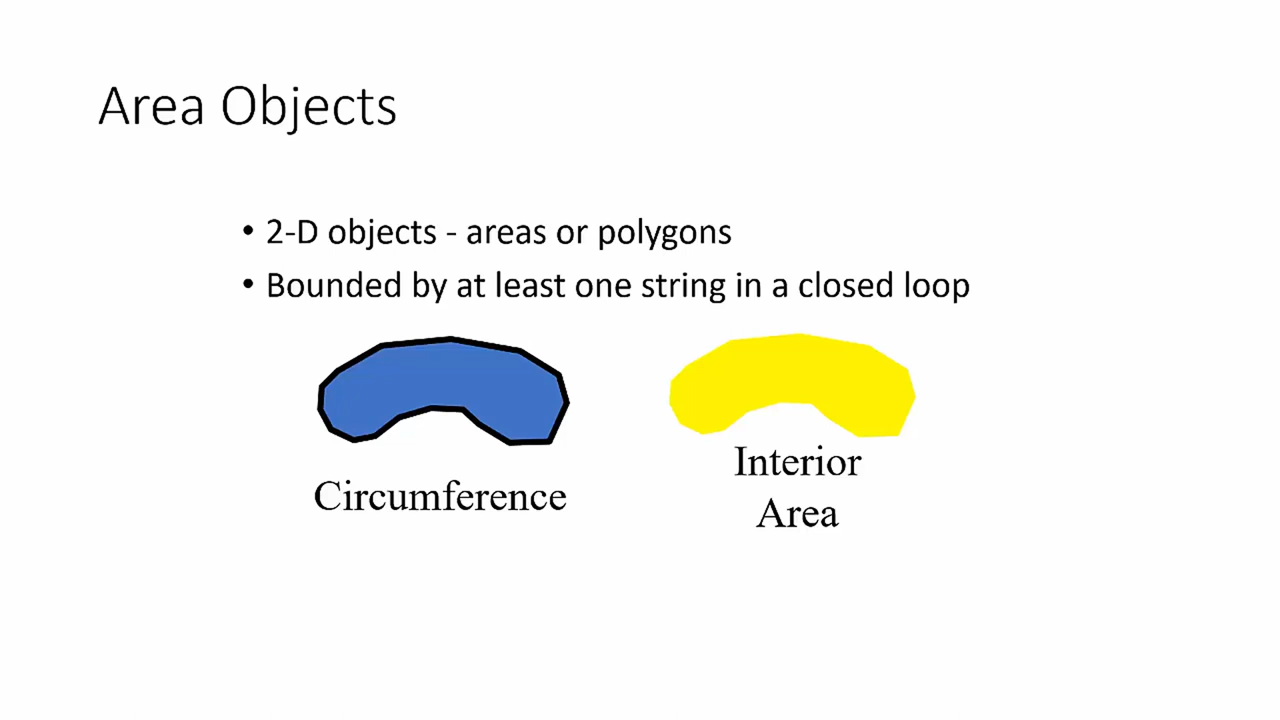 Area Objects
• 2-D objects - areas or polygons
• Bounded by at least one string in a closed loop
Circumference
Interior
Area